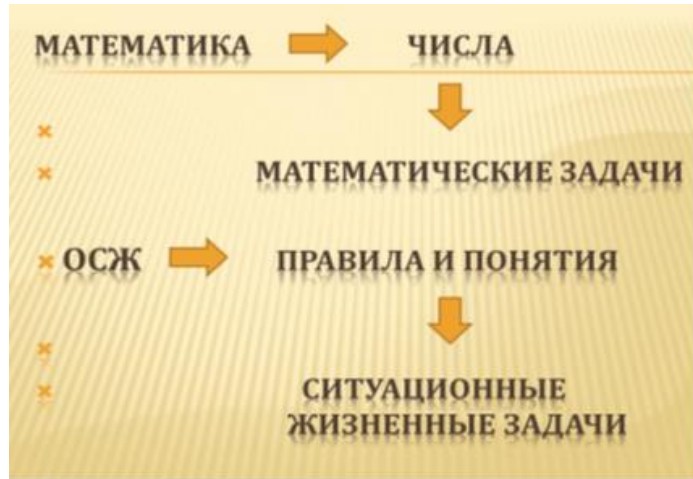 МАТЕМАТИКА ЧИСЛА
МАТЕМАТИЧЕСКИЕ ЗАДАЧИ
ОСЖ ПРАВИЛА И ПОНЯТИЯ
СИТУАЦИОННЫЕ
ЖИЗНЕННЫЕ ЗАДАЧИ